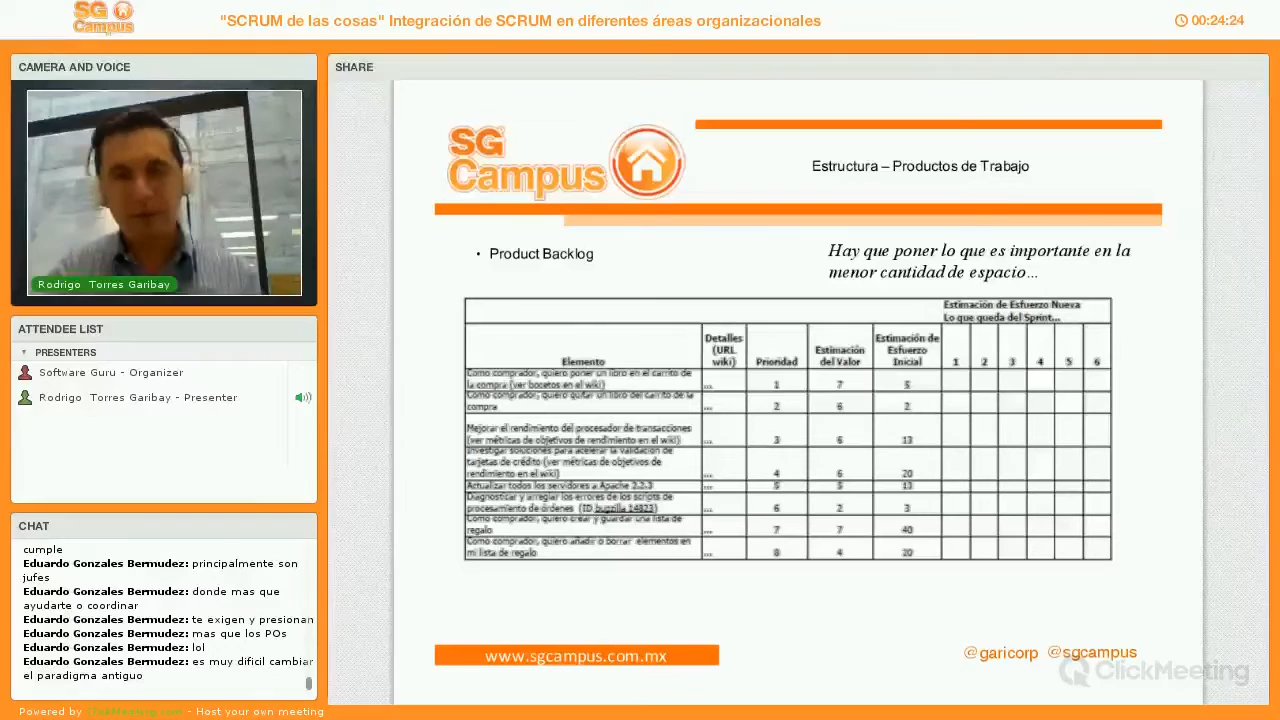 SG Campus
"SCRUM de las cosas" Integración de SCRUM en diferentes áreas organizacionales
00:24:24
CAMERA AND VOICE
Rodrigo Torres Garibay
ATTENDEE LIST
PRESENTERS
Software Guru - Organizer
Rodrigo Torres Garibay - Presenter
CHAT
cumple
Eduardo Gonzales Bermudez: principalmente son
jufes
Eduardo Gonzales Bermudez: donde mas que
ayudarte o coordinar
Eduardo Gonzales Bermudez: te exigen y presionan
Eduardo Gonzales Bermudez: mas que los POs
Eduardo Gonzales Bermudez: lol
Eduardo Gonzales Bermudez: es muy dificil cambiar
el paradigma antiguo
Powered by ClickMeeting.com - Host your own meeting
SHARE
SG Campus
Estructura – Productos de Trabajo
• Product Backlog
Hay que poner lo que es importante en la
menor cantidad de espacio...
Estimación de Esfuerzo Nueva
Lo que queda del Sprint...
Elemento Detalles (URL wiki) Prioridad Estimación del Valor Estimación de Esfuerzo Inicial 1 2 3 4 5 6
Como comprador, quiero poner un libro en el carrito de
la compra (ver bocetos en el wiki) ... 1 7 5
Como comprador, quiero quitar un libro del carrito de la
compra ... 2 6 2
Mejorar el rendimiento del procesador de transacciones
(ver métricas de objetivos de rendimiento en el wiki) ... 3 6 13
Investigar soluciones para acelerar la validación de
tarjetas de crédito (ver métricas de objetivos de
rendimiento en el wiki) ... 4 6 20
Actualizar todos los servidores a Apache 2.2.3 ... 5 5 13
Diagnosticar y arreglar los errores de los scripts de
procesamiento de órdenes (ID bugzilla 14823) ... 6 2 3
Como comprador, quiero crear y guardar una lista de
regalo ... 7 7 40
Como comprador, quiero añadir o borrar elementos en
mi lista de regalo ... 8 4 20
www.sgcampus.com.mx
@garicorp @sgcampus
ClickMeeting